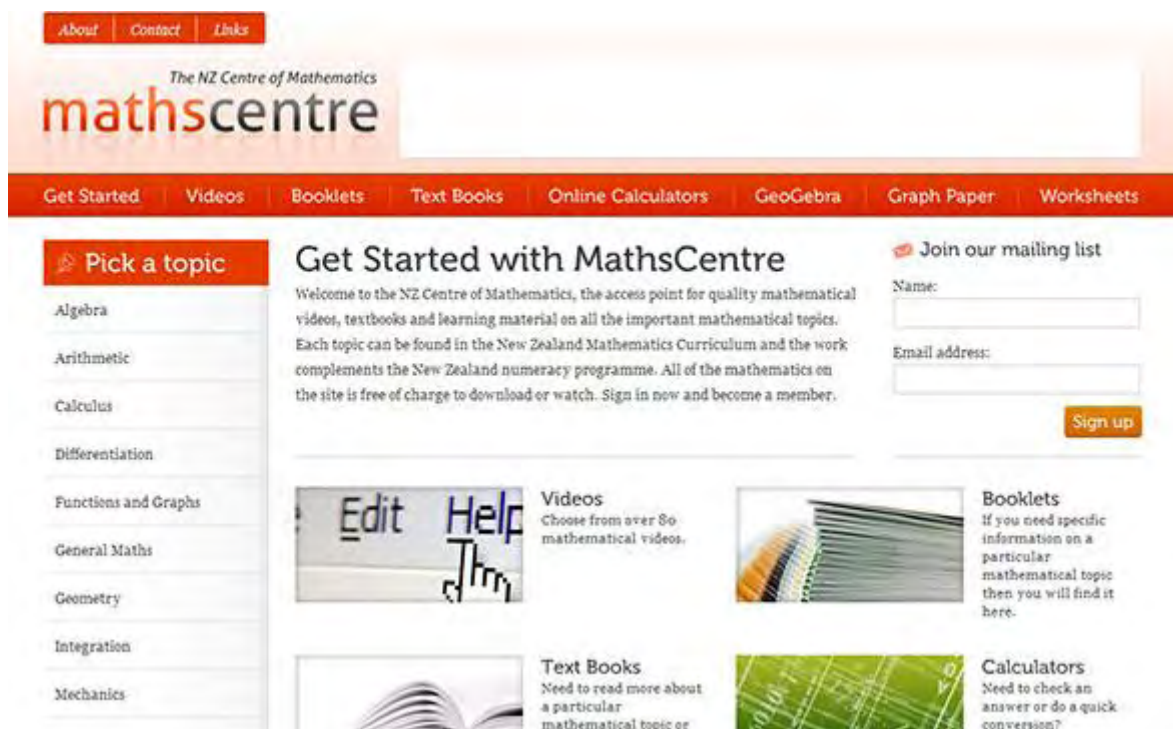 About Contact Links
The NZ Centre of Mathematics
mathscentre
Get Started Videos Booklets Text Books Online Calculators GeoGebra Graph Paper Worksheets
Pick a topic
Algebra
Arithmetic
Calculus
Differentiation
Functions and Graphs
General Maths
Geometry
Integration
Mechanics
Get Started with MathsCentre
Welcome to the NZ Centre of Mathematics, the access point for quality mathematical
videos, textbooks and learning material on all the important mathematical topics.
Each topic can be found in the New Zealand Mathematics Curriculum and the work
complements the New Zealand numeracy programme. All of the mathematics on
the site is free of charge to download or watch. Sign in now and become a member.
Join our mailing list
Name:
Email address:
Sign up
Edit Help
Videos
Choose from over 80
mathematical videos.
Booklets
If you need specific
information on a
particular
mathematical topic
then you will find it
here.
Text Books
Need to read more about
a particular
mathematical topic or
Calculators
Need to check an
answer or do a quick
conversion?